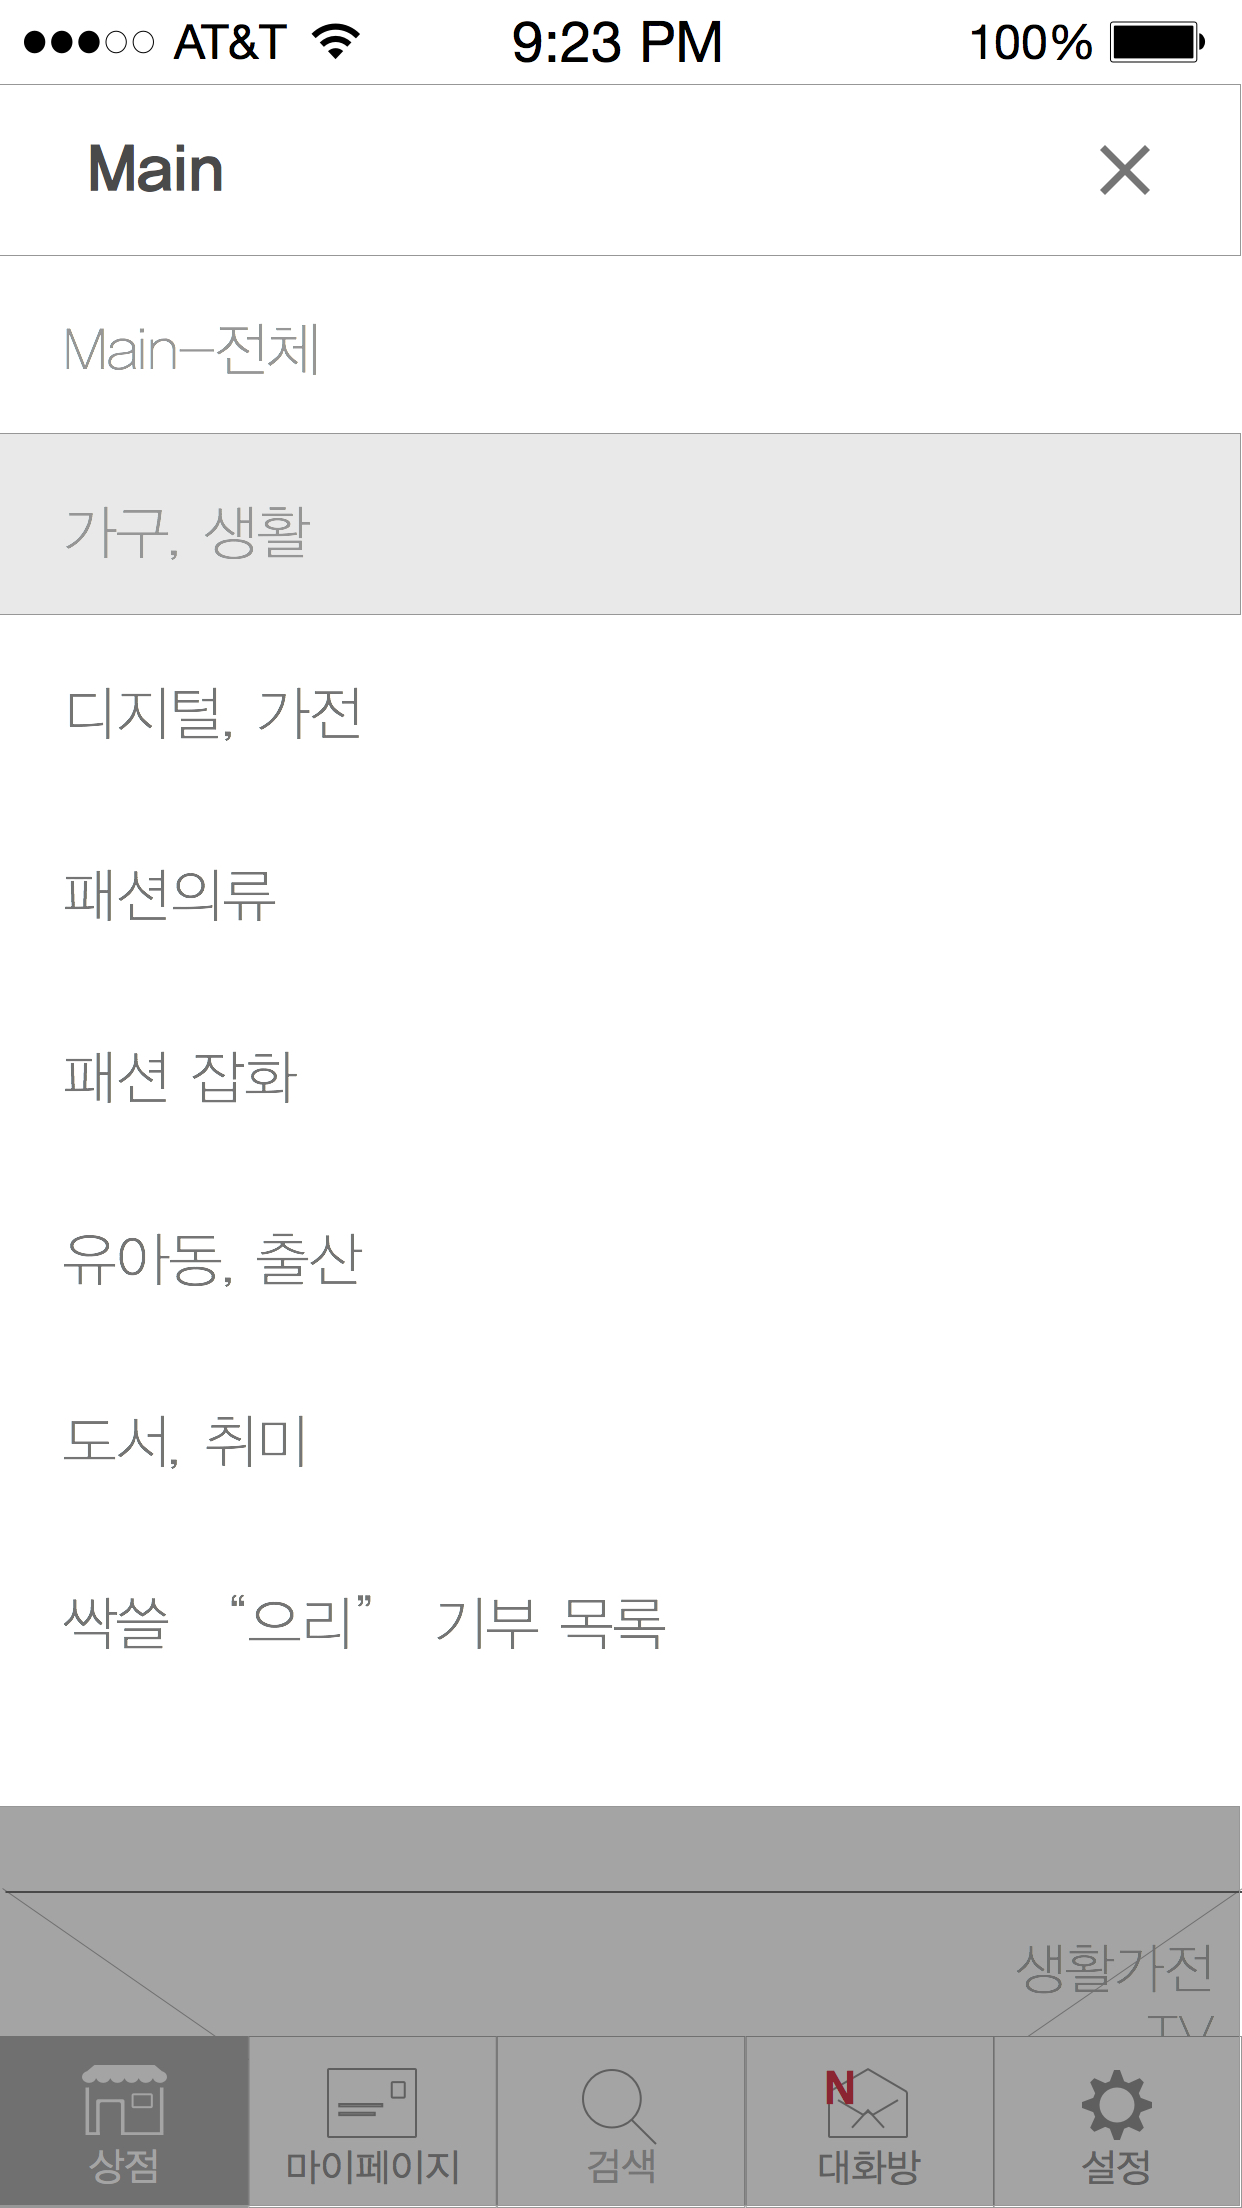 AT&T 9:23 PM 100%
Main
Main-전체
가구, 생활
디지털, 가전
패션의류
패션 잡화
유아동, 출산
도서, 취미
싹쓸 “으리” 기부 목록
생활가전
TV
N
상점 마이페이지 검색 대화방 설정